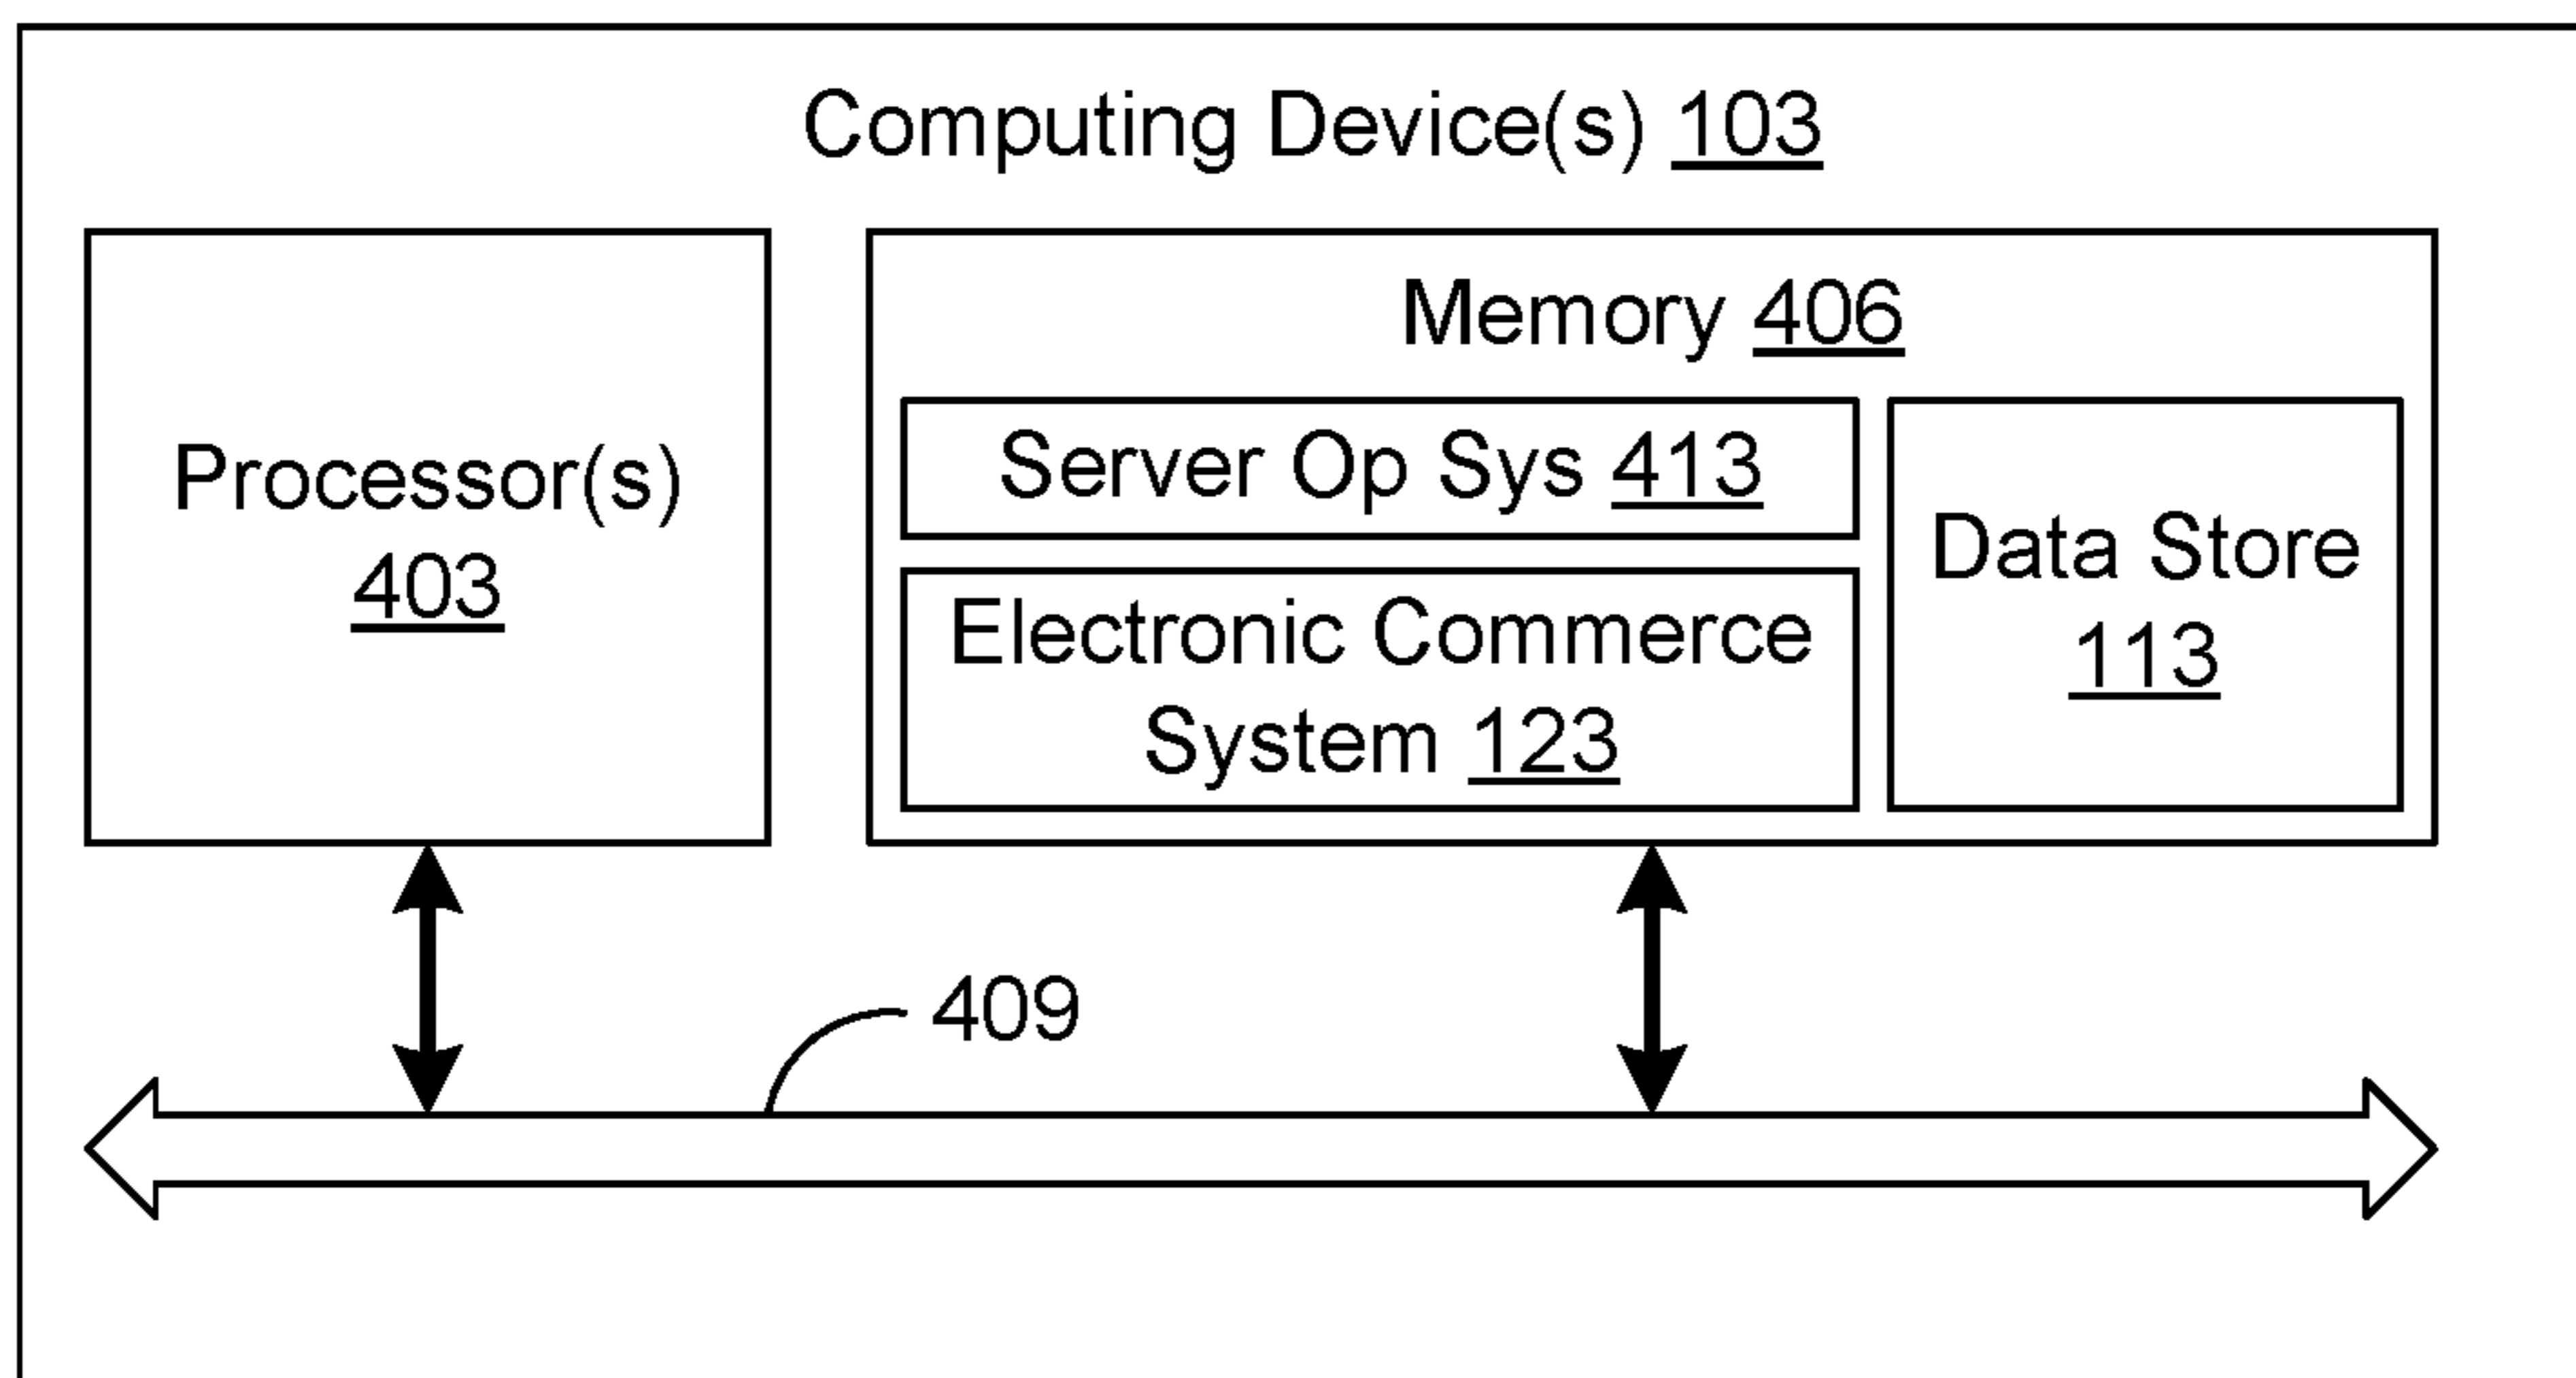 Computing Device(s) 103
Processor(s)
403
Memory 406
Server Op Sys 413
Electronic Commerce
System 123
Data Store
113
409